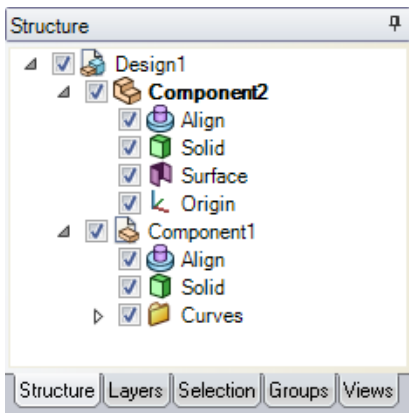 Structure
Design1
Component2
Align
Solid
Surface
Origin
Component1
Align
Solid
Curves
Structure Layers Selection Groups Views